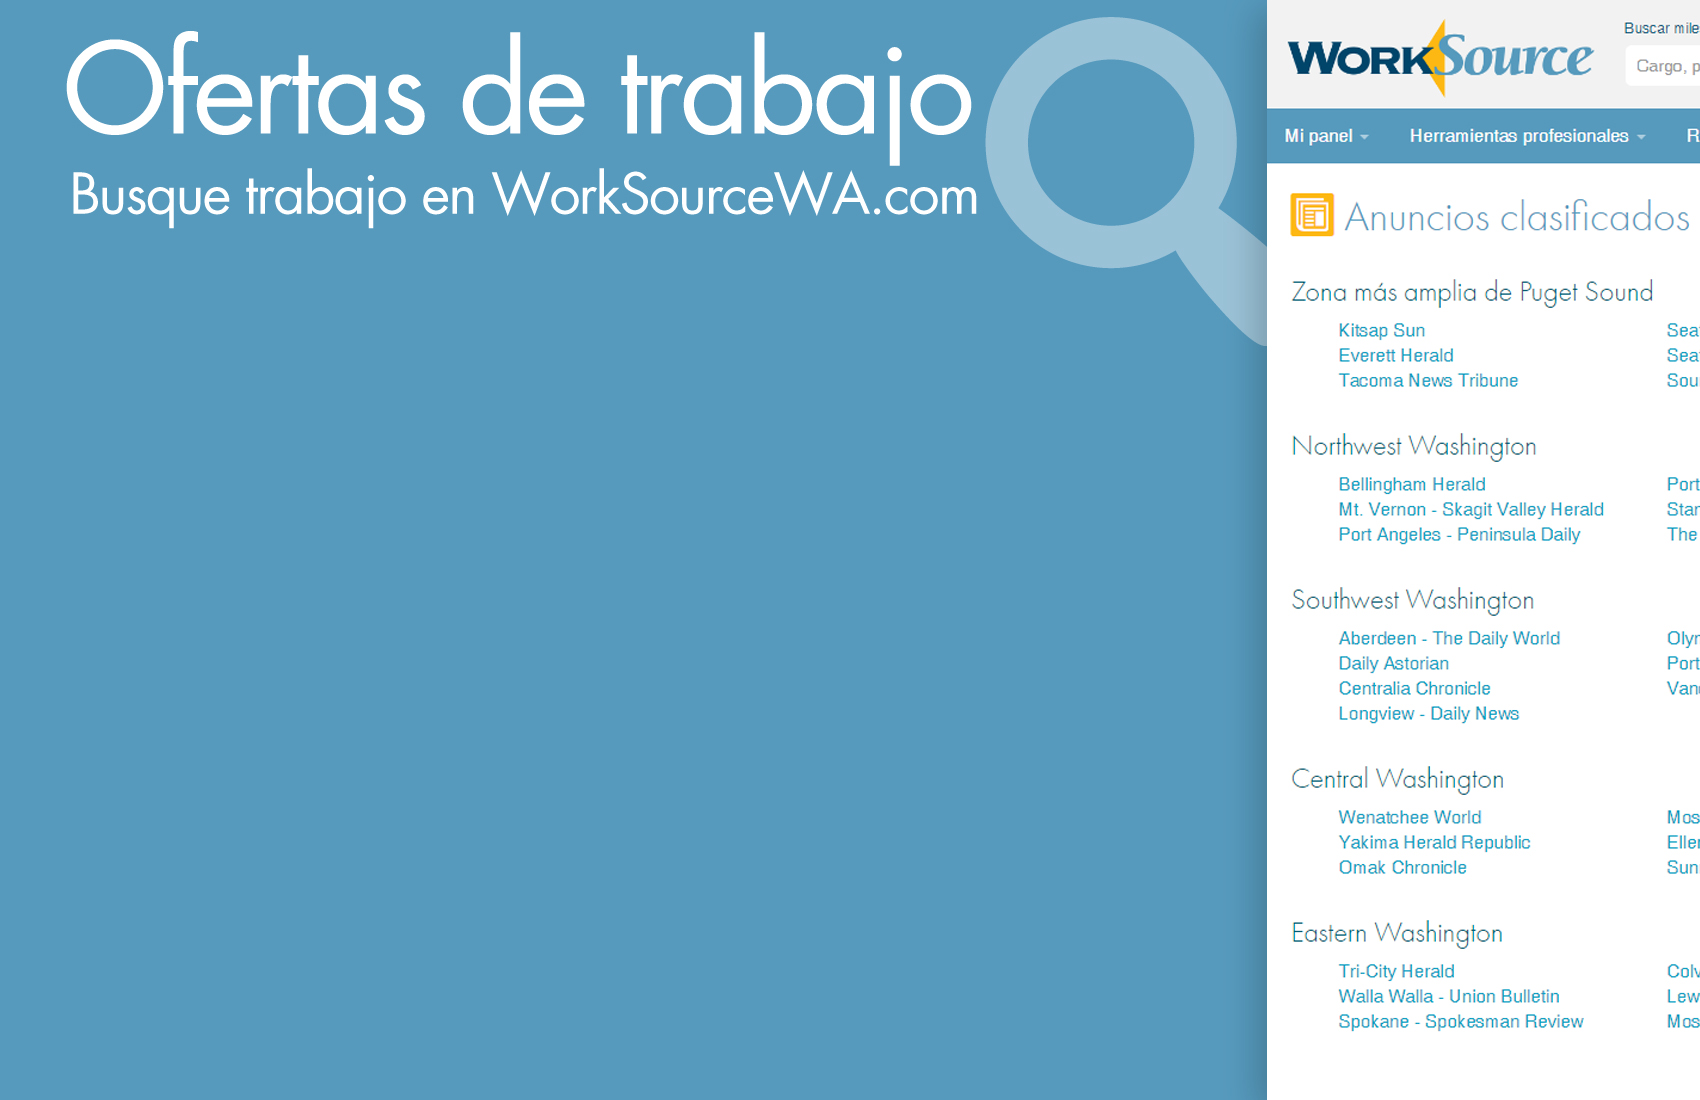 Ofertas de trabajo
Busque trabajo en WorkSourceWA.com
WorkSource
Buscar
Cargo,
Mi panel
Herramientas profesionales
Anuncios clasificados
Zona más amplia de Puget Sound
Kitsap Sun
Everett Herald
Tacoma News Tribune
Northwest Washington
Bellingham Herald
Port
Mt. Vernon - Skagit Valley Herald
Port Angeles - Peninsula Daily
The
Southwest Washington
Aberdeen - The Daily World
Daily Astorian
Port
Centralia Chronicle
Longview - Daily News
Central Washington
Wenatchee World
Yakima Herald Republic
Omak Chronicle
Eastern Washington
Tri-City Herald
Walla Walla - Union Bulletin
Spokane - Spokesman Review